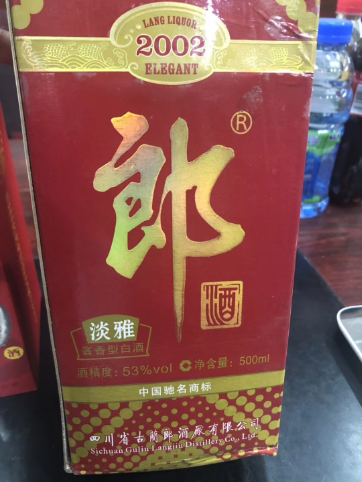 LANG LIQUOR
2002
ELEGANT
郎
®
酒
淡雅
酱香型白酒
酒精度：53%vol 净含量：500ml
中国驰名商标
四川省古蔺郎酒厂有限公司
Sichuan Gulin Langjiu Distillery Co., Ltd.